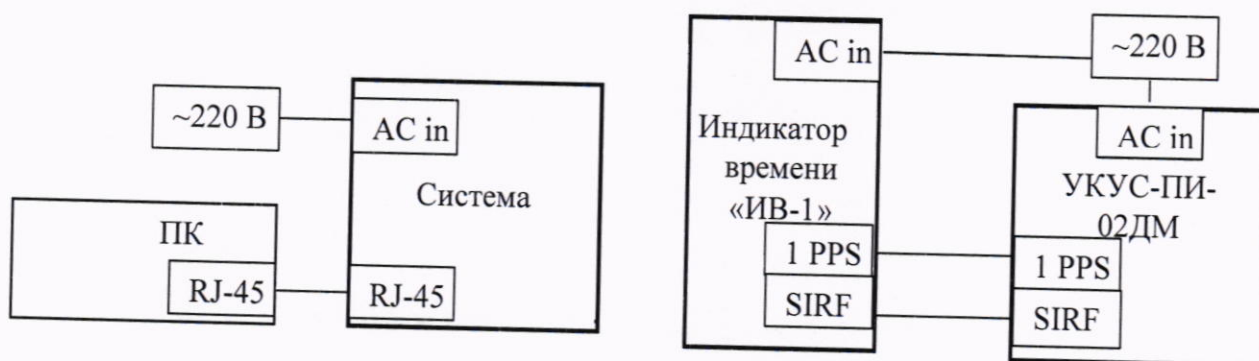 ~220 В
AC in
Система
ПК
RJ-45
RJ-45
AC in
~220 В
Индикатор
времени
«ИВ-1»
1 PPS
SIRF
AC in
УКУС-ПИ-
02ДМ
1 PPS
SIRF